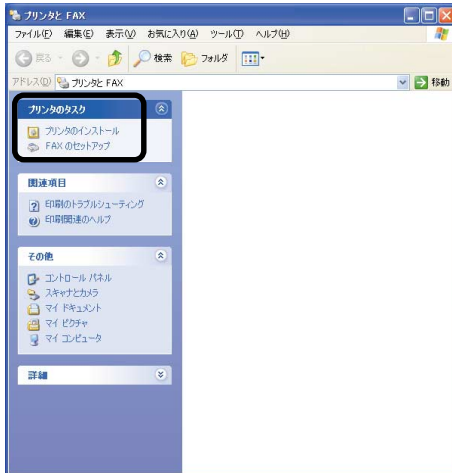 プリンタと FAX
ファイル(F) 編集(E) 表示(V) お気に入り(A) ツール(T) ヘルプ(H)
戻る 検索 フォルダ
アドレス(D) プリンタと FAX 移動
プリンタのタスク
プリンタのインストール
FAX のセットアップ
関連項目
印刷のトラブルシューティング
印刷関連のヘルプ
その他
コントロール パネル
スキャナとカメラ
マイ ドキュメント
マイ ピクチャ
マイ コンピュータ
詳細